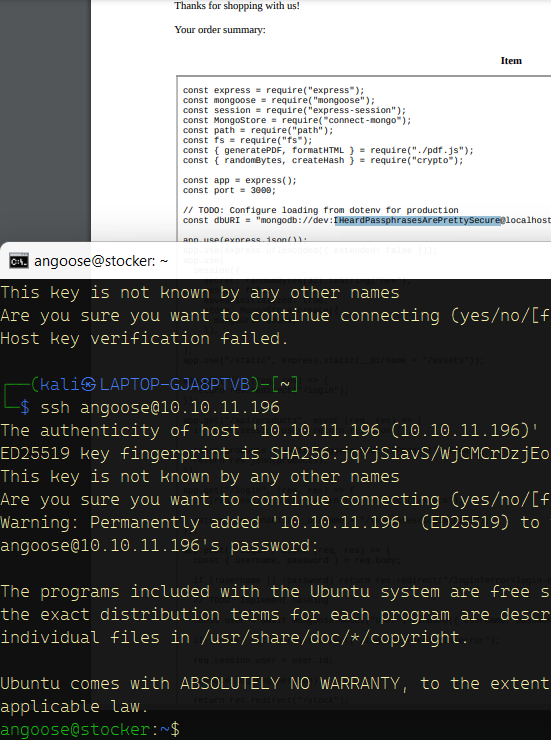 Thanks for shopping with us!
Your order summary:
Item
const express = require("express");
const mongoose = require("mongoose");
const session = require("express-session");
const MongoStore = require("connect-mongo");
const path = require("path");
const fs = require("fs");
const { generatePDF, formatHTML } = require("./pdf.js");
const { randomBytes, createHash } = require("crypto");
const app = express();
const port = 3000;
// TODO: Configure loading from dotenv for production
const dbURI = "mongodb://dev:IHeardPassphrasesArePrettySecure@localhost
app.use(express.json());
angoose@stocker: ~
This key is not known by any other names
Are you sure you want to continue connecting (yes/no/[f
Host key verification failed.
┌──(kali㉿LAPTOP-GJA8PTVB)-[~]
└─$ ssh angoose@10.10.11.196
The authenticity of host '10.10.11.196 (10.10.11.196)'
ED25519 key fingerprint is SHA256:jqYjSiavS/WjCMCrDzjEo
This key is not known by any other names
Are you sure you want to continue connecting (yes/no/[f
Warning: Permanently added '10.10.11.196' (ED25519) to
angoose@10.10.11.196's password:
The programs included with the Ubuntu system are free s
the exact distribution terms for each program are descr
individual files in /usr/share/doc/*/copyright.
Ubuntu comes with ABSOLUTELY NO WARRANTY, to the extent
applicable law.
angoose@stocker:~$